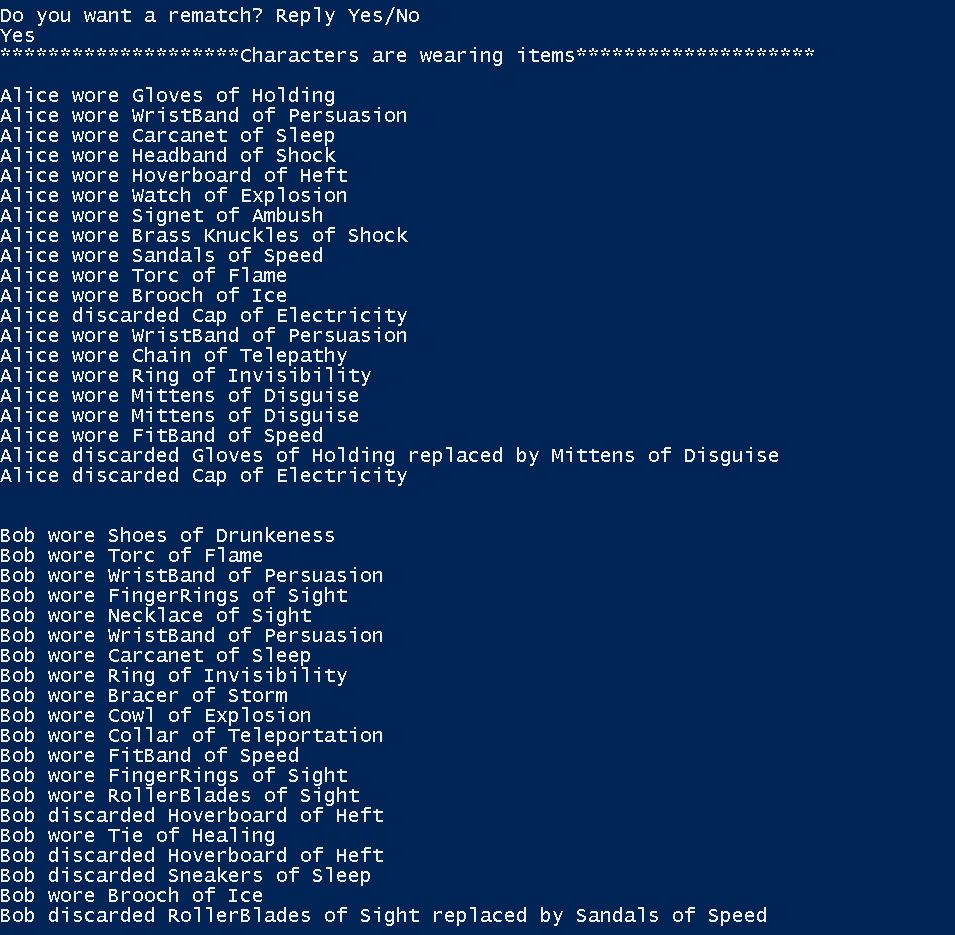 Do you want a rematch? Reply Yes/No
Yes
********************Characters are wearing items********************
Alice wore Gloves of Holding
Alice wore WristBand of Persuasion
Alice wore Carcanet of Sleep
Alice wore Headband of Shock
Alice wore Hoverboard of Heft
Alice wore Watch of Explosion
Alice wore Signet of Ambush
Alice wore Brass Knuckles of Shock
Alice wore Sandals of Speed
Alice wore Torc of Flame
Alice wore Brooch of Ice
Alice discarded Cap of Electricity
Alice wore WristBand of Persuasion
Alice wore Chain of Telepathy
Alice wore Ring of Invisibility
Alice wore Mittens of Disguise
Alice wore Mittens of Disguise
Alice wore FitBand of Speed
Alice discarded Gloves of Holding replaced by Mittens of Disguise
Alice discarded Cap of Electricity
Bob wore Shoes of Drunkeness
Bob wore Torc of Flame
Bob wore WristBand of Persuasion
Bob wore FingerRings of Sight
Bob wore Necklace of Sight
Bob wore WristBand of Persuasion
Bob wore Carcanet of Sleep
Bob wore Ring of Invisibility
Bob wore Bracer of Storm
Bob wore Cowl of Explosion
Bob wore Collar of Teleportation
Bob wore FitBand of Speed
Bob wore FingerRings of Sight
Bob wore RollerBlades of Sight
Bob discarded Hoverboard of Heft
Bob wore Tie of Healing
Bob discarded Hoverboard of Heft
Bob discarded Sneakers of Sleep
Bob wore Brooch of Ice
Bob discarded RollerBlades of Sight replaced by Sandals of Speed